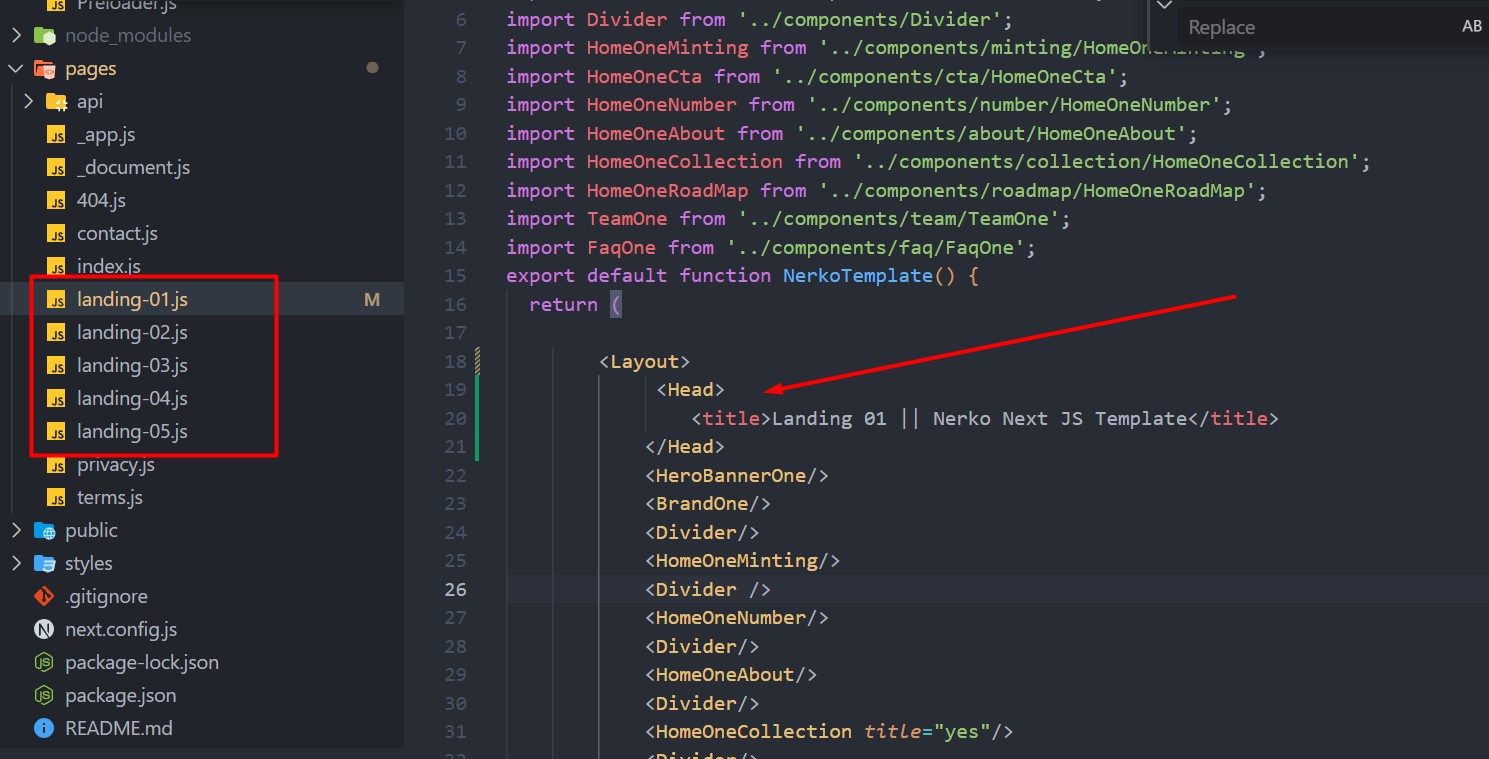 Preloader.js
node_modules
pages
api
_app.js
_document.js
404.js
contact.js
index.js
landing-01.js M
landing-02.js
landing-03.js
landing-04.js
landing-05.js
privacy.js
terms.js
public
styles
.gitignore
next.config.js
package-lock.json
package.json
README.md
Replace AB
6 import Divider from '../components/Divider';
7 import HomeOneMinting from '../components/minting/HomeOneMinting';
8 import HomeOneCta from '../components/cta/HomeOneCta';
9 import HomeOneNumber from '../components/number/HomeOneNumber';
10 import HomeOneAbout from '../components/about/HomeOneAbout';
11 import HomeOneCollection from '../components/collection/HomeOneCollection';
12 import HomeOneRoadMap from '../components/roadmap/HomeOneRoadMap';
13 import TeamOne from '../components/team/TeamOne';
14 import FaqOne from '../components/faq/FaqOne';
15 export default function NerkoTemplate() {
16 return (
17
18 <Layout>
19 <Head>
20 <title>Landing 01 || Nerko Next JS Template</title>
21 </Head>
22 <HeroBannerOne/>
23 <BrandOne/>
24 <Divider/>
25 <HomeOneMinting/>
26 <Divider />
27 <HomeOneNumber/>
28 <Divider/>
29 <HomeOneAbout/>
30 <Divider/>
31 <HomeOneCollection title="yes"/>
32 <Divider/>